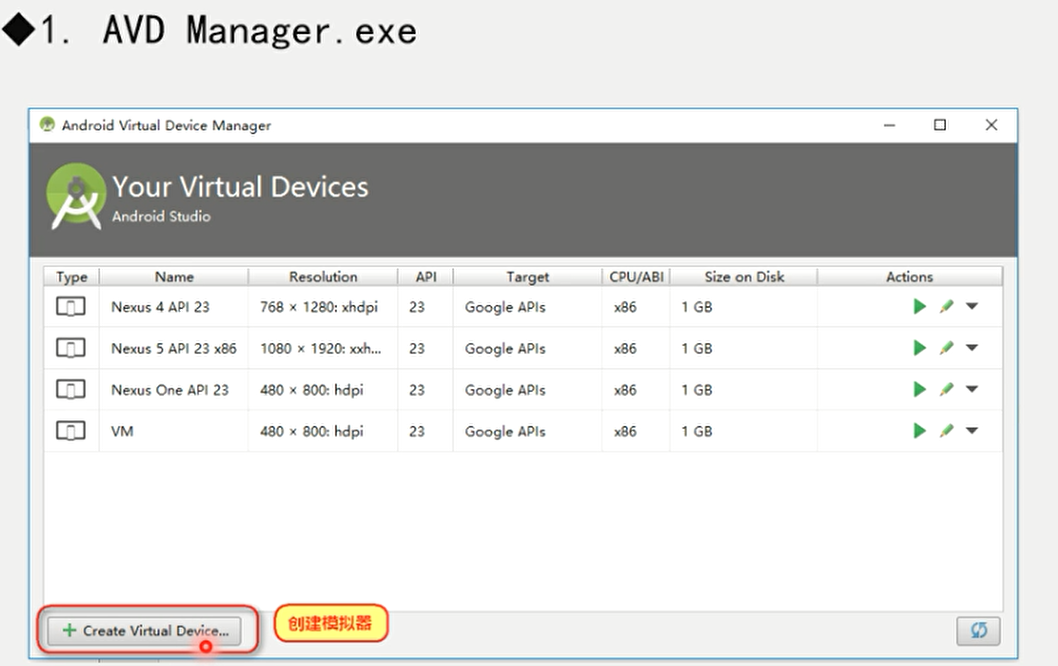 ◆1. AVD Manager.exe
Android Virtual Device Manager
Your Virtual Devices
Android Studio
Type Name Resolution API Target CPU/ABI Size on Disk Actions
Nexus 4 API 23 768 × 1280: xhdpi 23 Google APIs x86 1 GB
Nexus 5 API 23 x86 1080 × 1920: xxh... 23 Google APIs x86 1 GB
Nexus One API 23 480 × 800: hdpi 23 Google APIs x86 1 GB
VM 480 × 800: hdpi 23 Google APIs x86 1 GB
+ Create Virtual Device... 创建模拟器